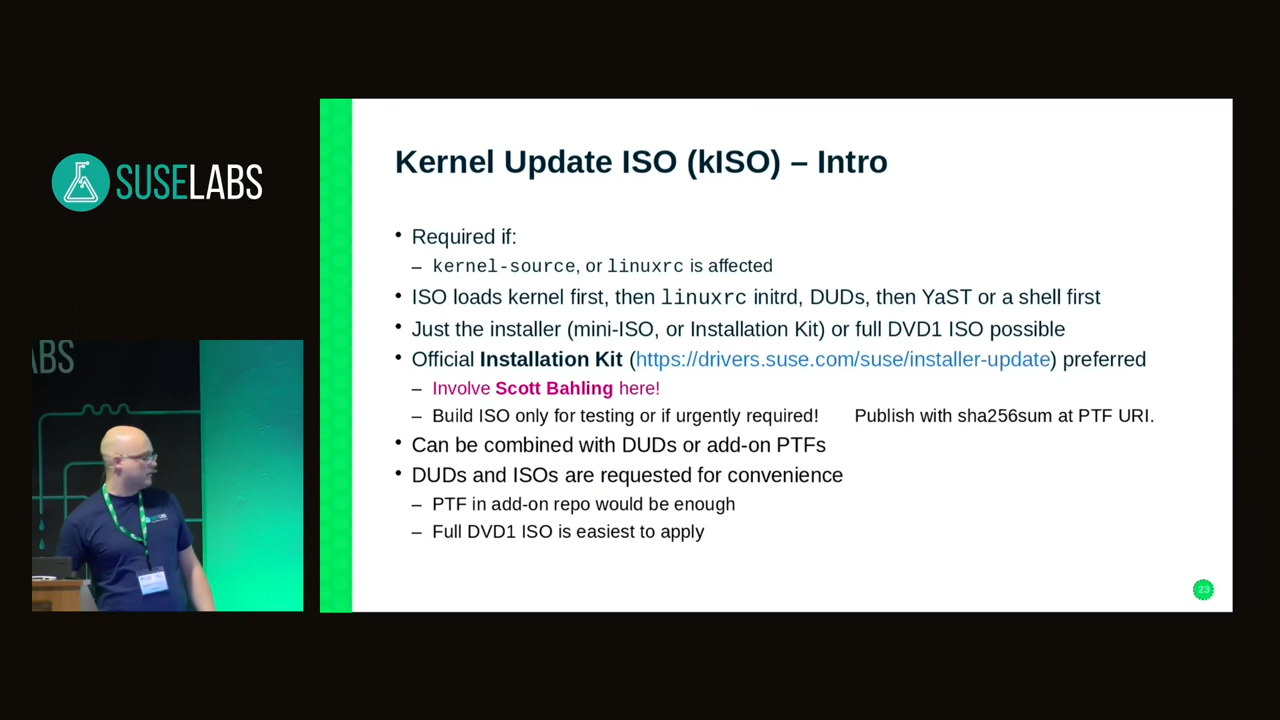 SUSELABS
ABS
Kernel Update ISO (kISO) – Intro
• Required if:
– kernel-source, or linuxrc is affected
• ISO loads kernel first, then linuxrc initrd, DUDs, then YaST or a shell first
• Just the installer (mini-ISO, or Installation Kit) or full DVD1 ISO possible
• Official Installation Kit (https://drivers.suse.com/suse/installer-update) preferred
– Involve Scott Bahling here!
– Build ISO only for testing or if urgently required! Publish with sha256sum at PTF URI.
• Can be combined with DUDs or add-on PTFs
• DUDs and ISOs are requested for convenience
– PTF in add-on repo would be enough
– Full DVD1 ISO is easiest to apply
23